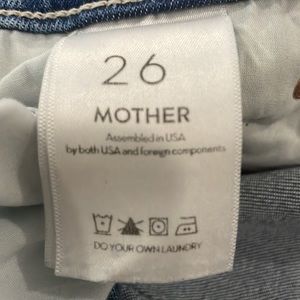 26
MOTHER
Assembled in USA
by both USA and foreign components
DO YOUR OWN LAUNDRY